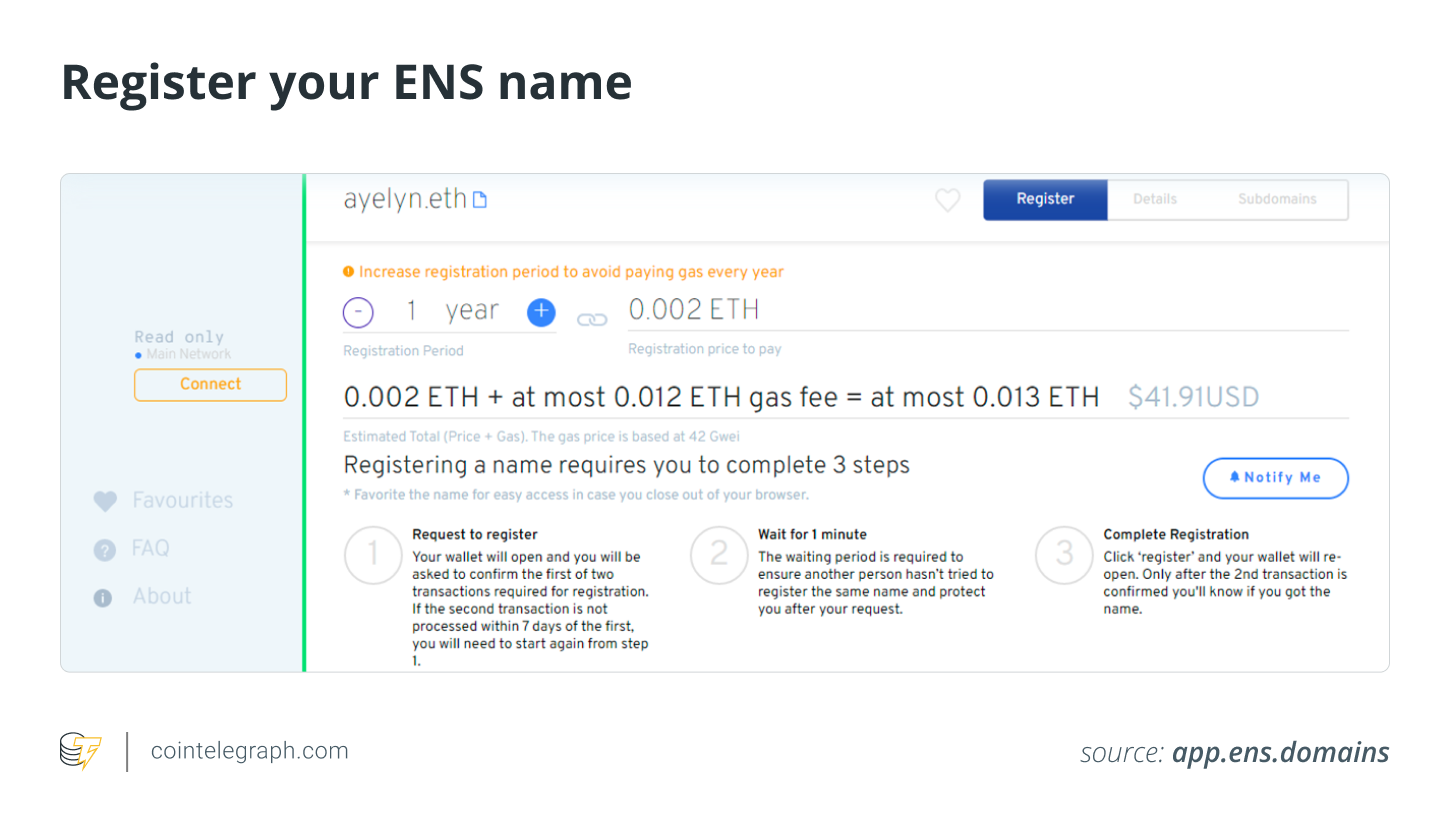 Register your ENS name
ayelyn.eth
Register
Details
Subdomains
Increase registration period to avoid paying gas every year
- 1 year +
0.002 ETH
Registration Period
Registration price to pay
Read only
Main Network
Connect
0.002 ETH + at most 0.012 ETH gas fee = at most 0.013 ETH $41.91USD
Estimated Total (Price + Gas). The gas price is based at 42 Gwei
Registering a name requires you to complete 3 steps
* Favorite the name for easy access in case you close out of your browser.
Notify Me
Favourites
FAQ
About
1
Request to register
Your wallet will open and you will be
asked to confirm the first of two
transactions required for registration.
If the second transaction is not
processed within 7 days of the first,
you will need to start again from step
1.
2
Wait for 1 minute
The waiting period is required to
ensure another person hasn't tried to
register the same name and protect
you after your request.
3
Complete Registration
Click ‘register’ and your wallet will re-
open. Only after the 2nd transaction is
confirmed you'll know if you got the
name.
cointelegraph.com
source: app.ens.domains